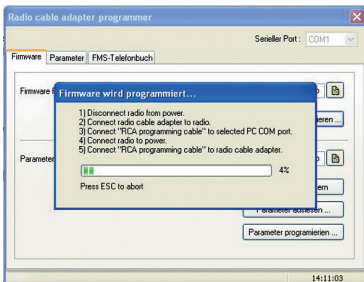 Radio cable adapter programmer
Serieller Port: COM1
Firmware Parameter FMS-Telefonbuch
Firmware
Firmware wird programmiert...
1) Disconnect radio from power.
2) Connect radio cable adapter to radio.
3) Connect "RCA programming cable" to selected PC COM port.
4) Connect radio to power.
5) Connect "RCA programming cable" to radio cable adapter.
4%
Press ESC to abort
ieren ...
Parameter
ern
Parameter auslesen ...
Parameter programieren ...
14:11:03